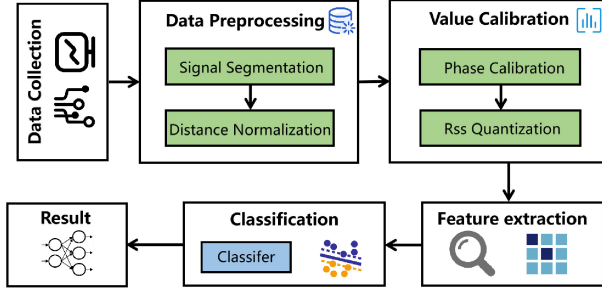 Data Collection
Data Preprocessing
Signal Segmentation
Distance Normalization
Value Calibration
Phase Calibration
Rss Quantization
Feature extraction
Classification
Classifer
Result